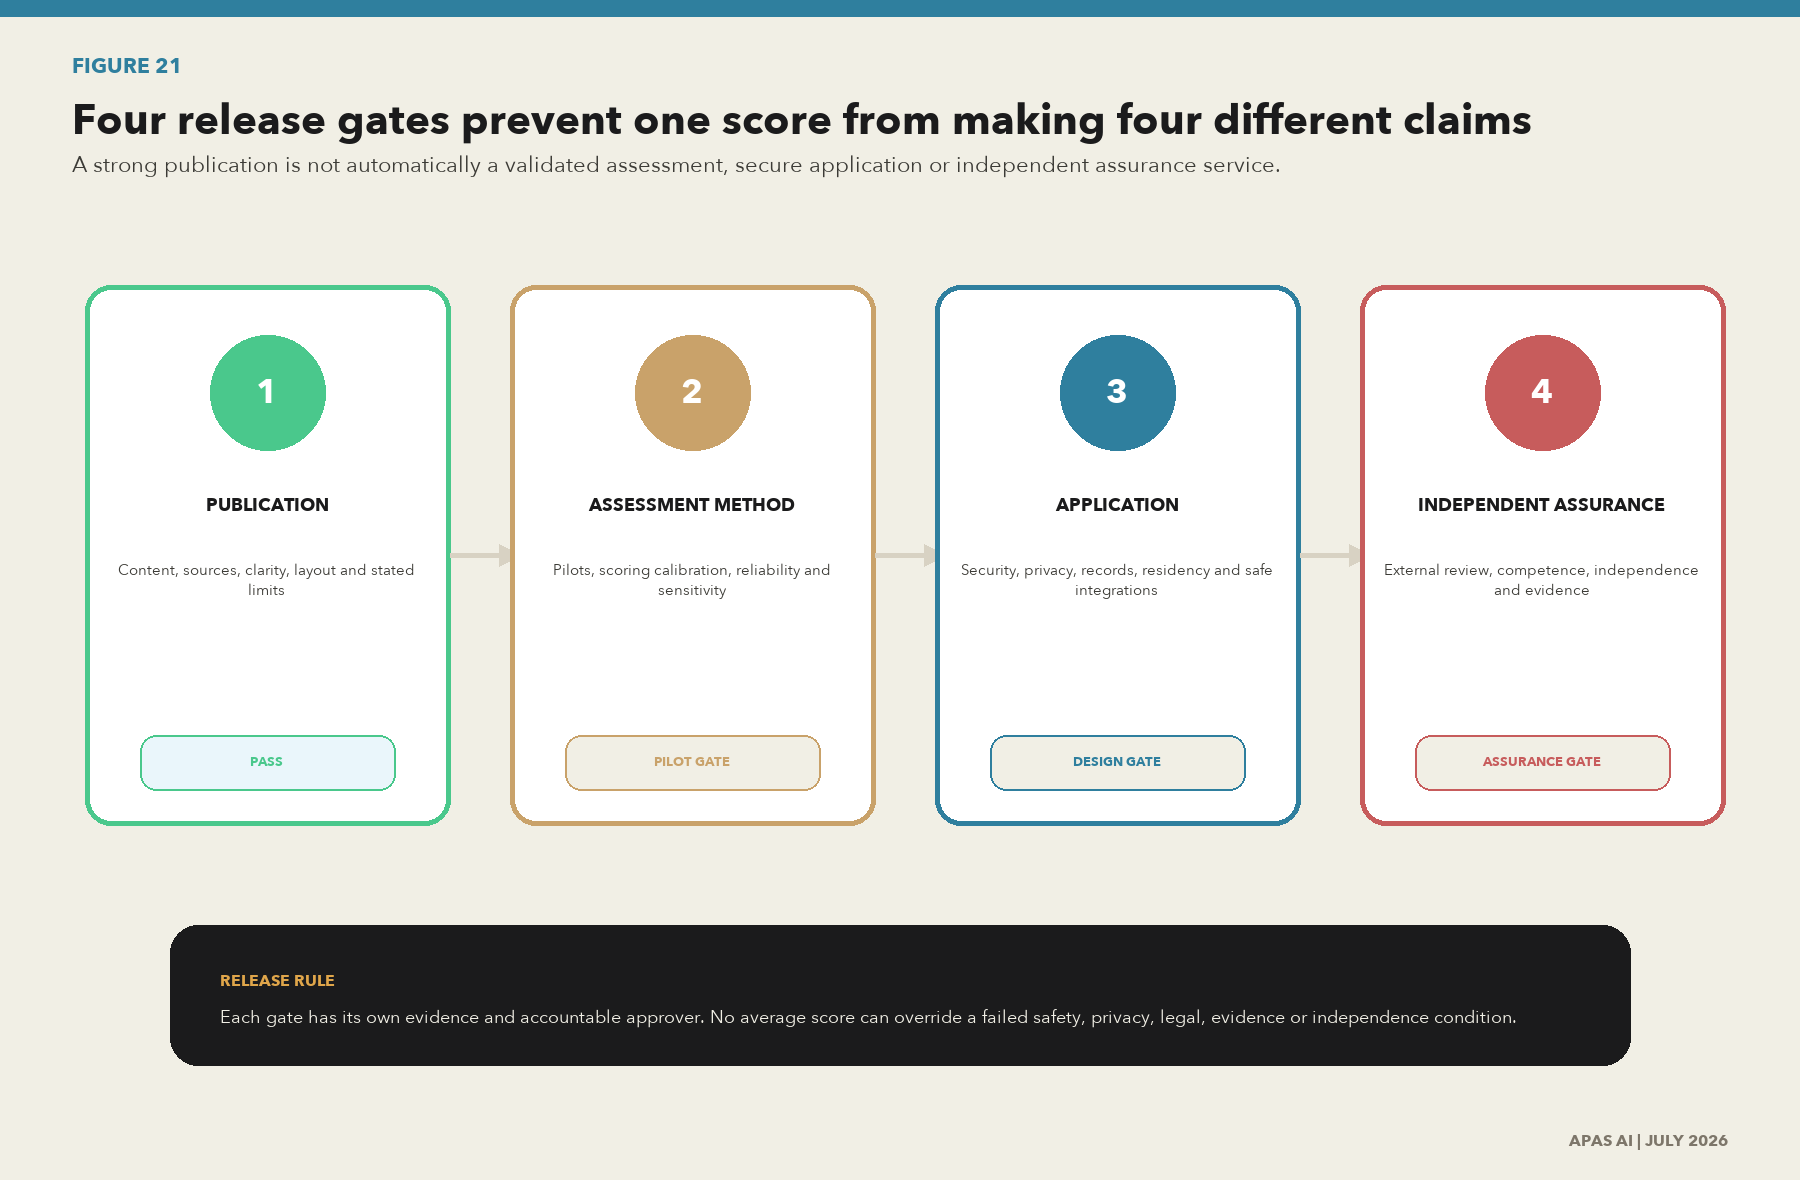 FIGURE 21
Four release gates prevent one score from making four different claims
A strong publication is not automatically a validated assessment, secure application or independent assurance service.
1
PUBLICATION
Content, sources, clarity, layout and stated
limits
PASS
2
ASSESSMENT METHOD
Pilots, scoring calibration, reliability and
sensitivity
PILOT GATE
3
APPLICATION
Security, privacy, records, residency and safe
integrations
DESIGN GATE
4
INDEPENDENT ASSURANCE
External review, competence, independence
and evidence
ASSURANCE GATE
RELEASE RULE
Each gate has its own evidence and accountable approver. No average score can override a failed safety, privacy, legal, evidence or independence condition.
APAS AI | JULY 2026